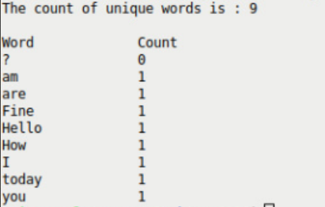 The count of unique words is : 9
Word Count
? 0
am 1
are 1
Fine 1
Hello 1
How 1
I 1
today 1
you 1